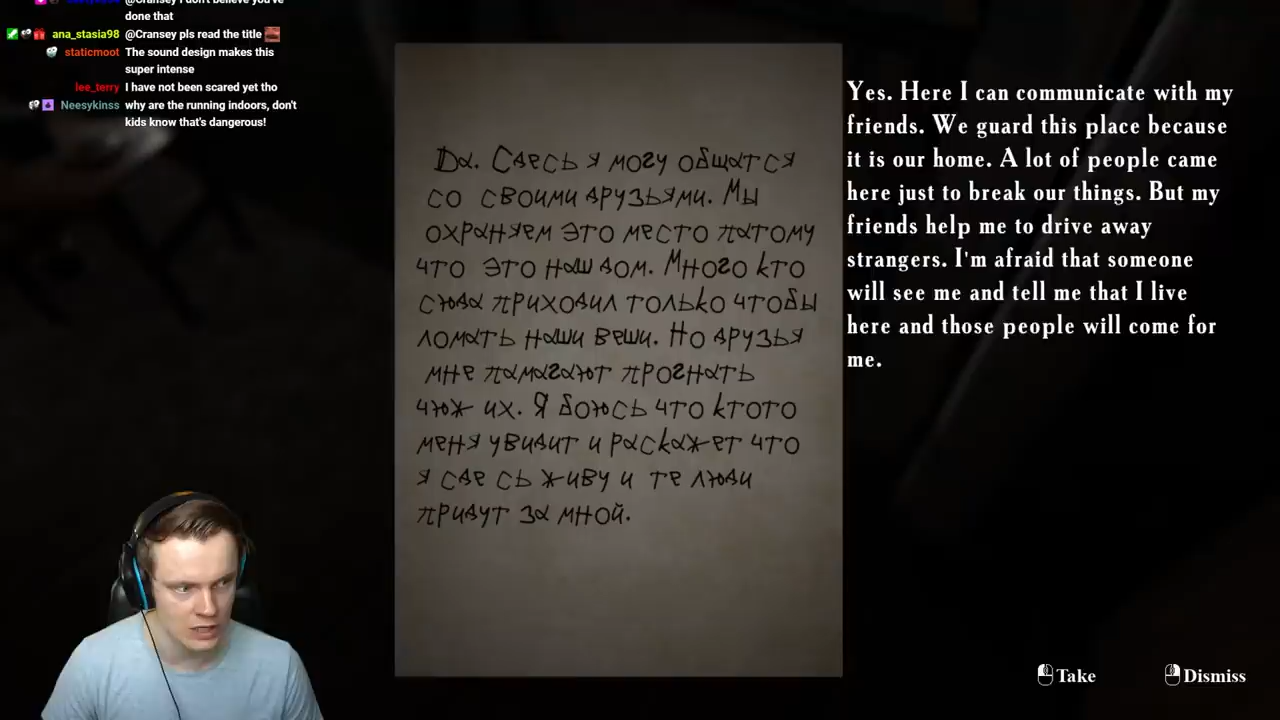 @Cransey I don't believe you've
done that
ana_stasia98 @Cransey pls read the title
staticmoot The sound design makes this
super intense
lee_terry I have not been scared yet tho
Neesykinss why are the running indoors, don't
kids know that's dangerous!
Да. Сдесь я могу общатся
со своими друзьями. Мы
охраняем это место патому
что это наш дом. Много кто
сюда приходил только чтобы
ломать наши веши. Но друзья
мне памагают прогнать
чюж их. Я боюсь что ктото
меня увидит и раскажет что
я сде сь живу и те люди
придут за мной.
Yes. Here I can communicate with my
friends. We guard this place because
it is our home. A lot of people came
here just to break our things. But my
friends help me to drive away
strangers. I'm afraid that someone
will see me and tell me that I live
here and those people will come for
me.
Take
Dismiss